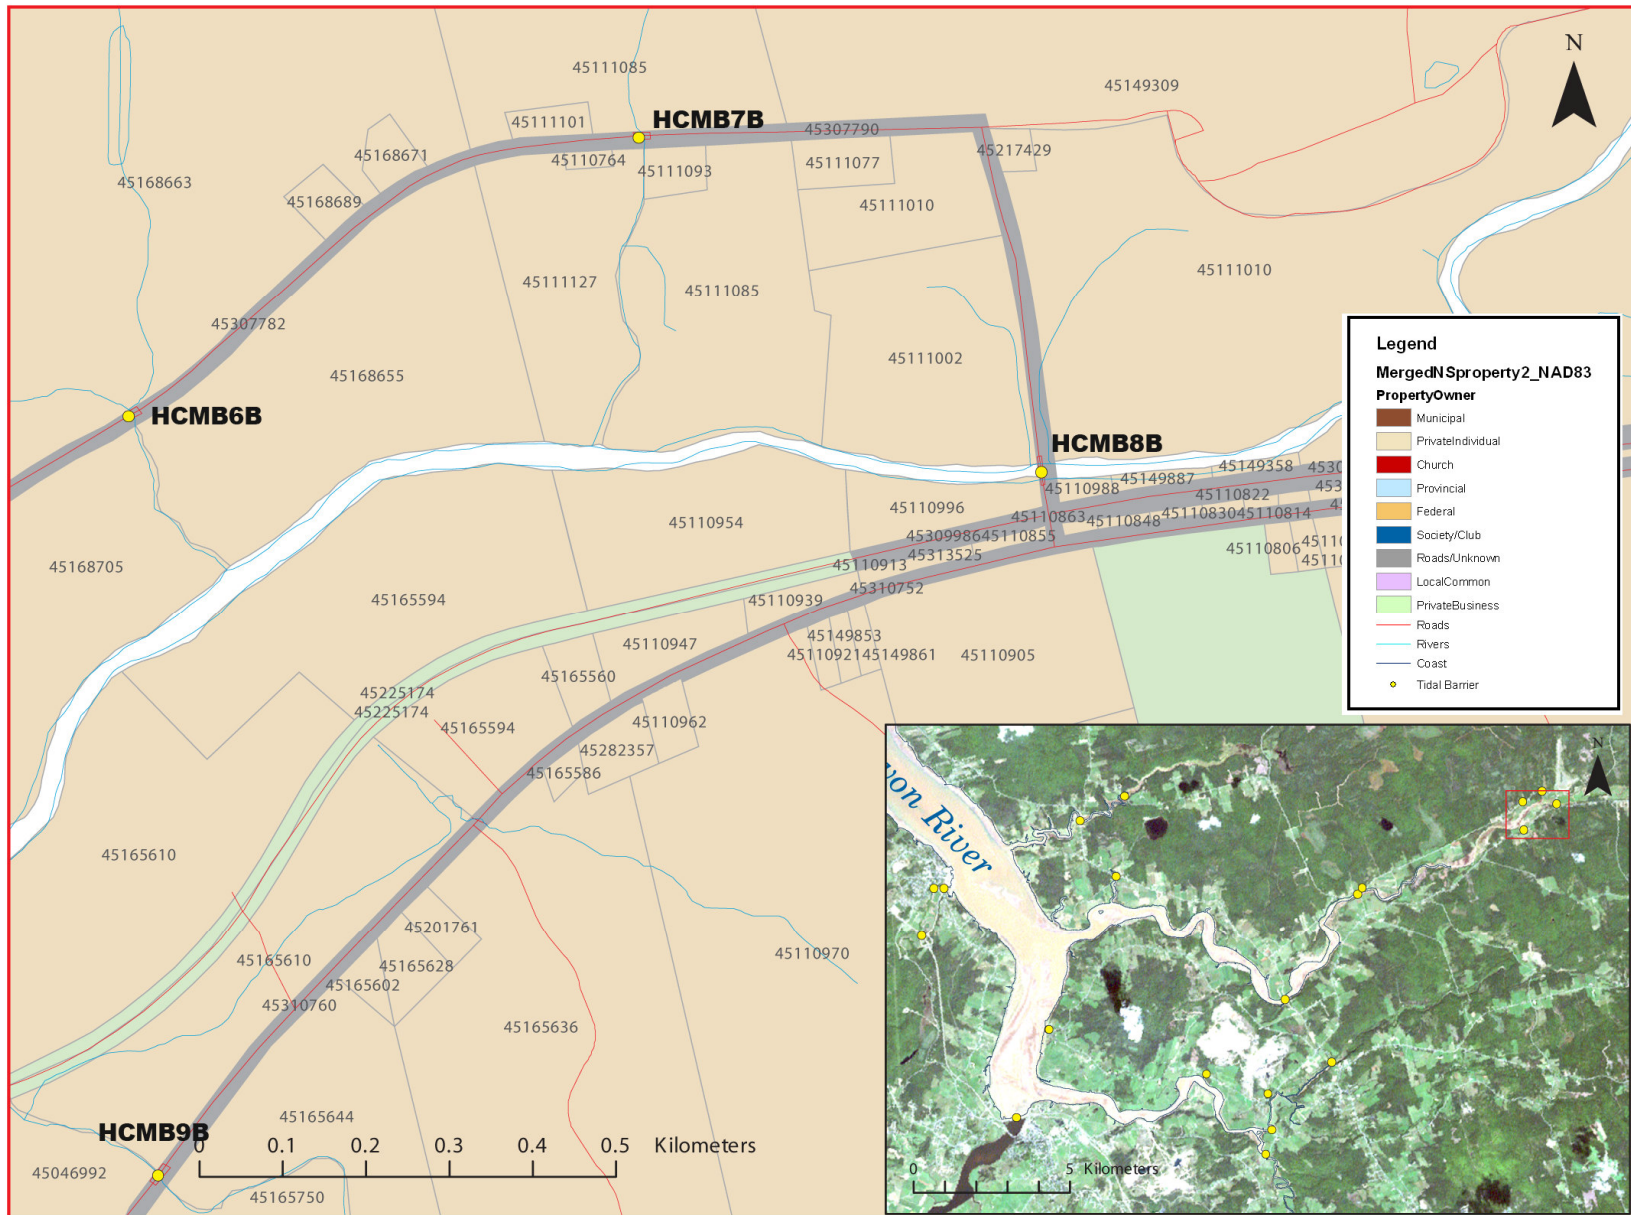 45111085
45149309
N
HCMB7B
45111101
45307790
45168671
45110764
45217429
45111077
45111093
45168663
45168689
45111010
45111127
45111085
45111010
45307782
45111002
45168655
HCMB6B
HCMB8B
Legend
MergedNSproperty2_NAD83
PropertyOwner
Municipal
PrivateIndividual
Church
Provincial
Federal
Society/Club
Roads/Unknown
LocalCommon
PrivateBusiness
Roads
Rivers
Coast
Tidal Barrier
45149358
45149887
45110988
45110822
45110996
45110863
45110848
45110830
45110814
45110954
45309986
45110855
45313525
45110806
45110913
45168705
45310752
45165594
45110939
45149853
45110947
45110921
45149861
45110905
45165560
45225174
45225174
45165594
45110962
45282357
45165586
45165610
45201761
45165610
45165628
45110970
45165602
45310760
45165636
45165644
HCMB9B
0 0.1 0.2 0.3 0.4 0.5 Kilometers
45046992
45165750
von River
N
0 5 Kilometers